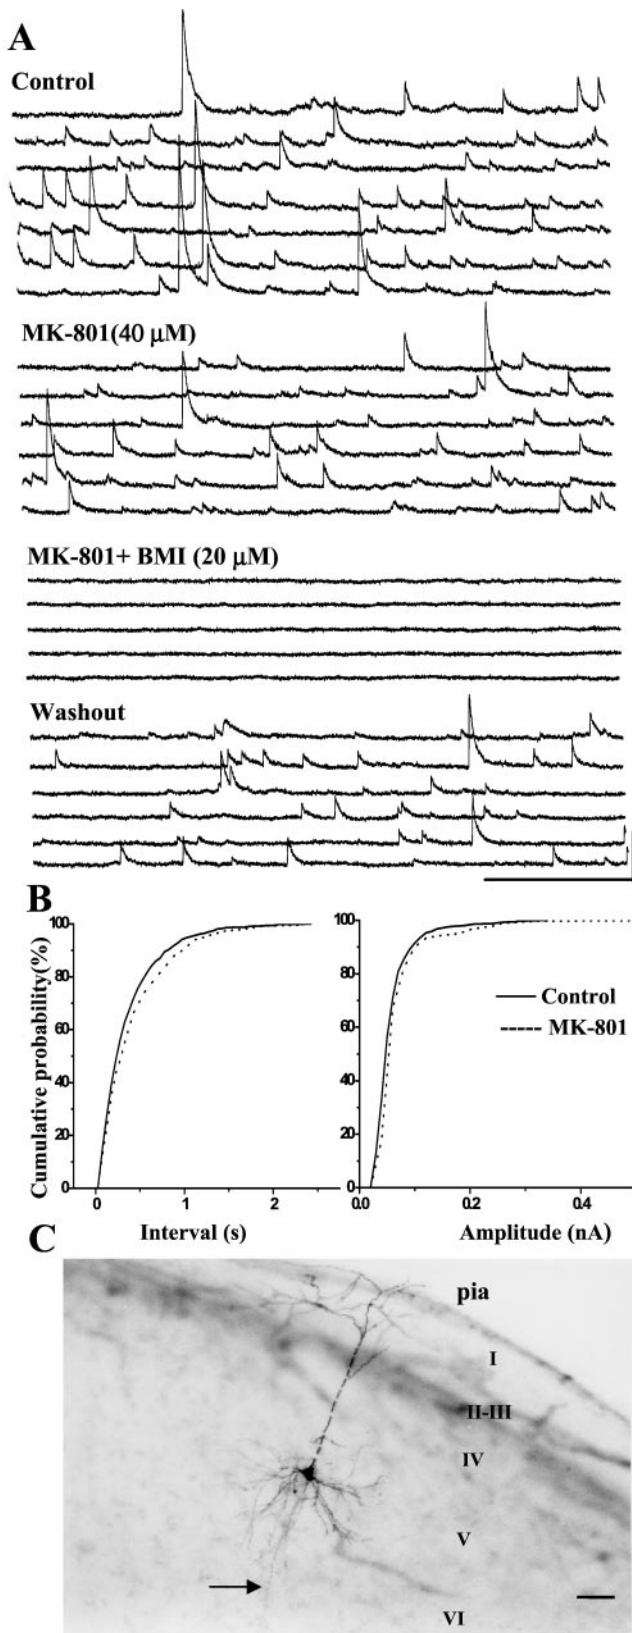 A
Control
MK-801(40 μM)
MK-801+ BMI (20 μM)
Washout
B
Cumulative probability(%)
100
80
60
40
20
0
0 1 2
Interval (s)
100
80
60
40
20
0
0.0 0.2 0.4
Amplitude (nA)
Control
MK-801
C
pia
I
II-III
IV
V
VI